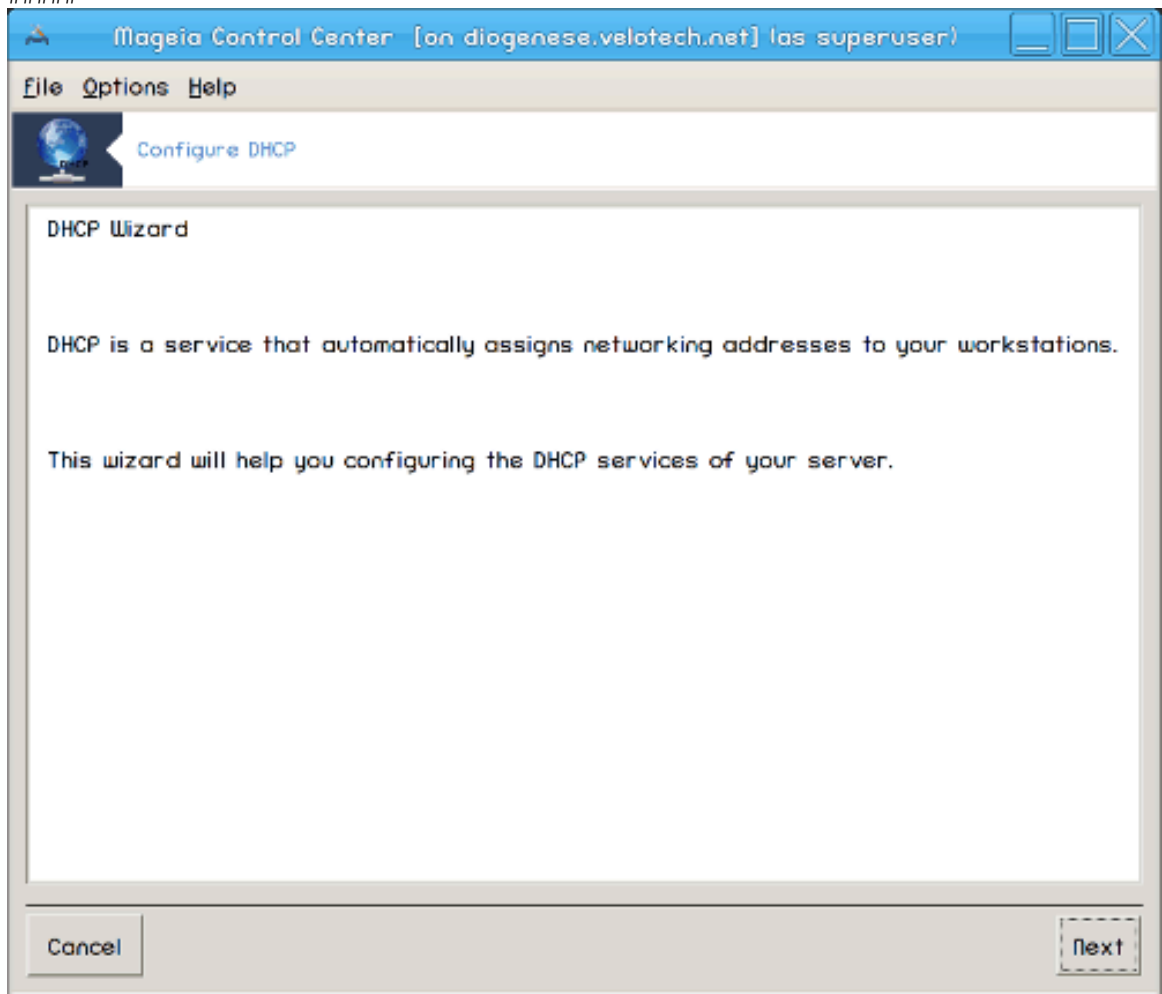 Mageia Control Center [on diogenese.velotech.net] (as superuser)
File Options Help
Configure DHCP
DHCP Wizard
DHCP is a service that automatically assigns networking addresses to your workstations.
This wizard will help you configuring the DHCP services of your server.
Cancel
Next